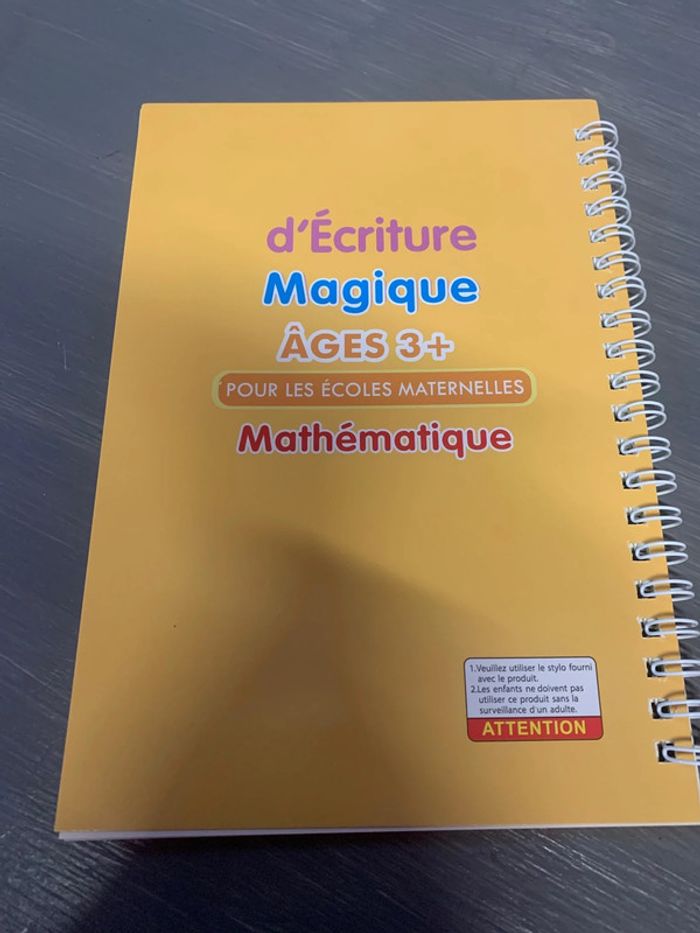 d'Écriture
Magique
ÂGES 3+
POUR LES ÉCOLES MATERNELLES
Mathématique
1.Veuillez utiliser le stylo fourni
avec le produit.
2.Les enfants ne doivent pas
utiliser ce produit sans la
surveillance d'un adulte.
ATTENTION